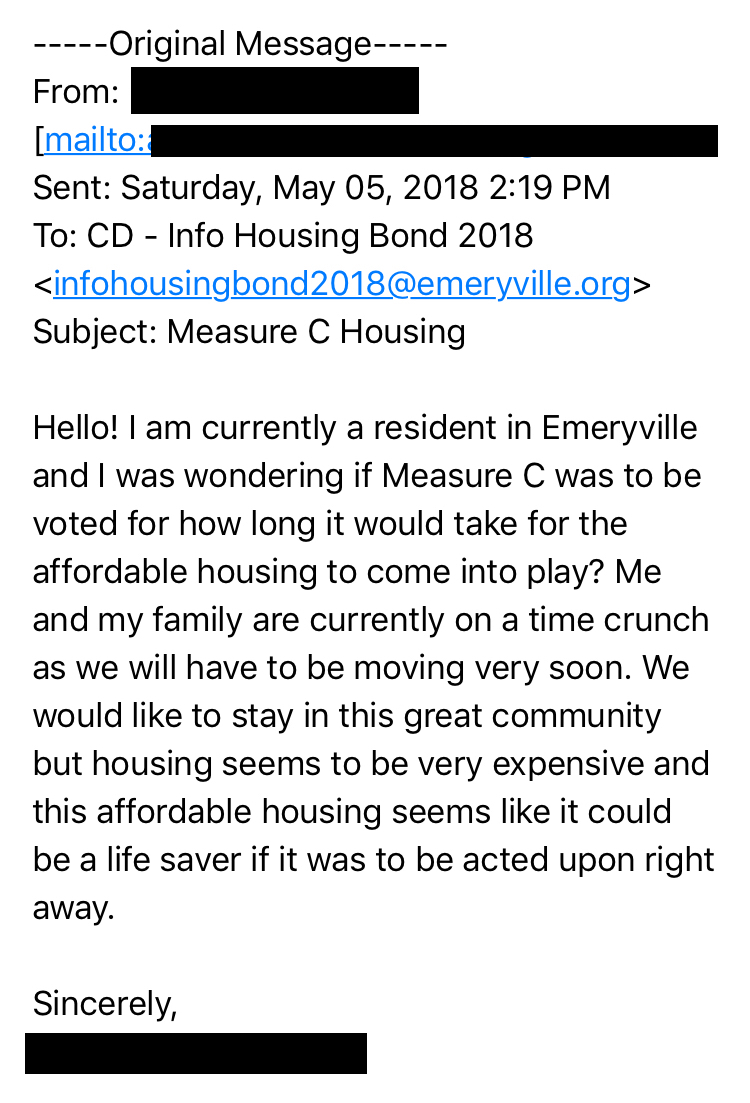 -----Original Message-----
From:
[mailto:
Sent: Saturday, May 05, 2018 2:19 PM
To: CD - Info Housing Bond 2018
<infohousingbond2018@emeryville.org>
Subject: Measure C Housing
Hello! I am currently a resident in Emeryville
and I was wondering if Measure C was to be
voted for how long it would take for the
affordable housing to come into play? Me
and my family are currently on a time crunch
as we will have to be moving very soon. We
would like to stay in this great community
but housing seems to be very expensive and
this affordable housing seems like it could
be a life saver if it was to be acted upon right
away.
Sincerely,